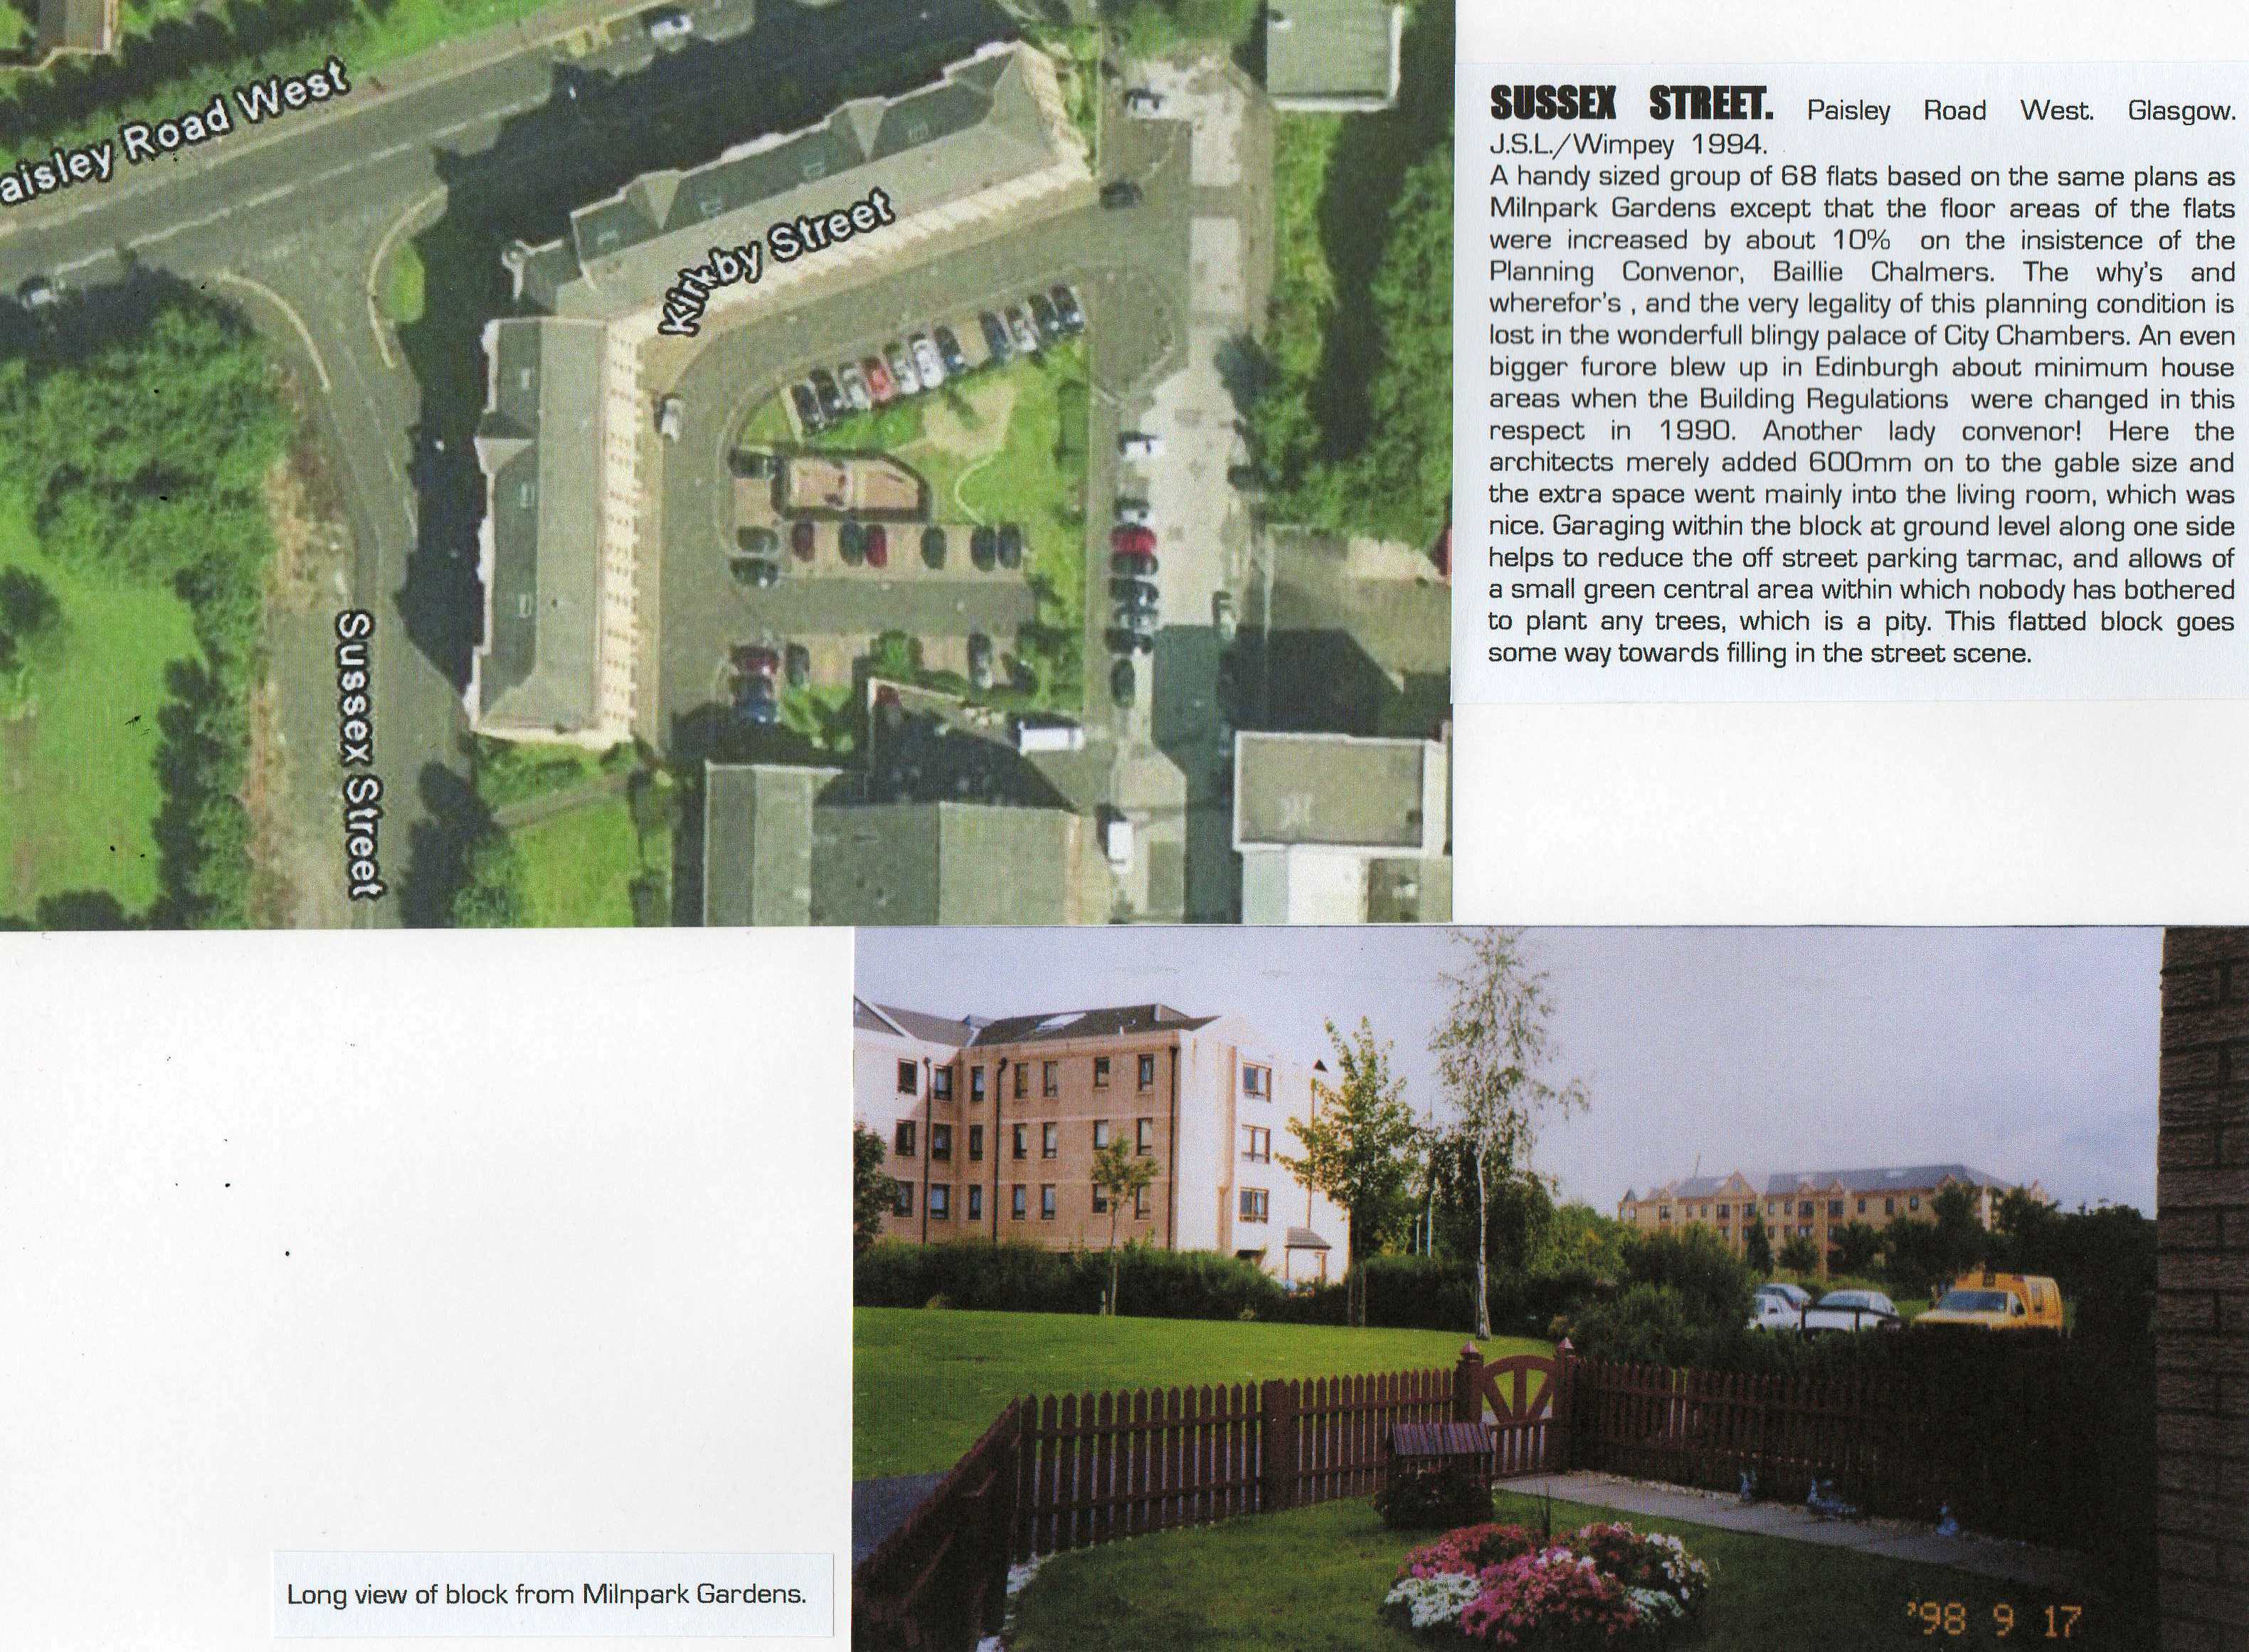 aisley Road West
Kirkby Street
Sussex Street
SUSSEX STREET. Paisley Road West. Glasgow.
J.S.L./Wimpey 1994.
A handy sized group of 68 flats based on the same plans as
Milnpark Gardens except that the floor areas of the flats
were increased by about 10% on the insistence of the
Planning Convenor, Baillie Chalmers. The why's and
wherefor's , and the very legality of this planning condition is
lost in the wonderfull blingy palace of City Chambers. An even
bigger furore blew up in Edinburgh about minimum house
areas when the Building Regulations were changed in this
respect in 1990. Another lady convenor! Here the
architects merely added 600mm on to the gable size and
the extra space went mainly into the living room, which was
nice. Garaging within the block at ground level along one side
helps to reduce the off street parking tarmac, and allows of
a small green central area within which nobody has bothered
to plant any trees, which is a pity. This flatted block goes
some way towards filling in the street scene.
Long view of block from Milnpark Gardens.
'98 9 17